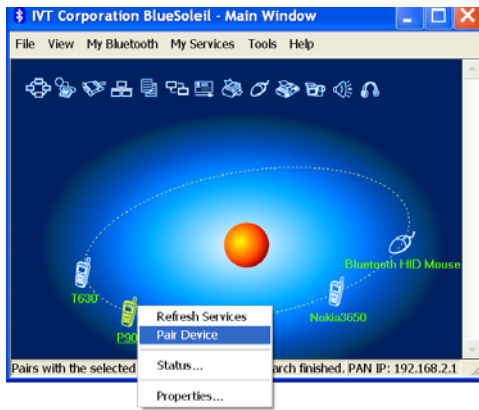 IVT Corporation BlueSoleil - Main Window
File View My Bluetooth My Services Tools Help
Bluetooth HID Mouse
T630
Nokia3650
P90
Refresh Services
Pair Device
Status...
Properties...
Pairs with the selected
arch finished. PAN IP: 192.168.2.1